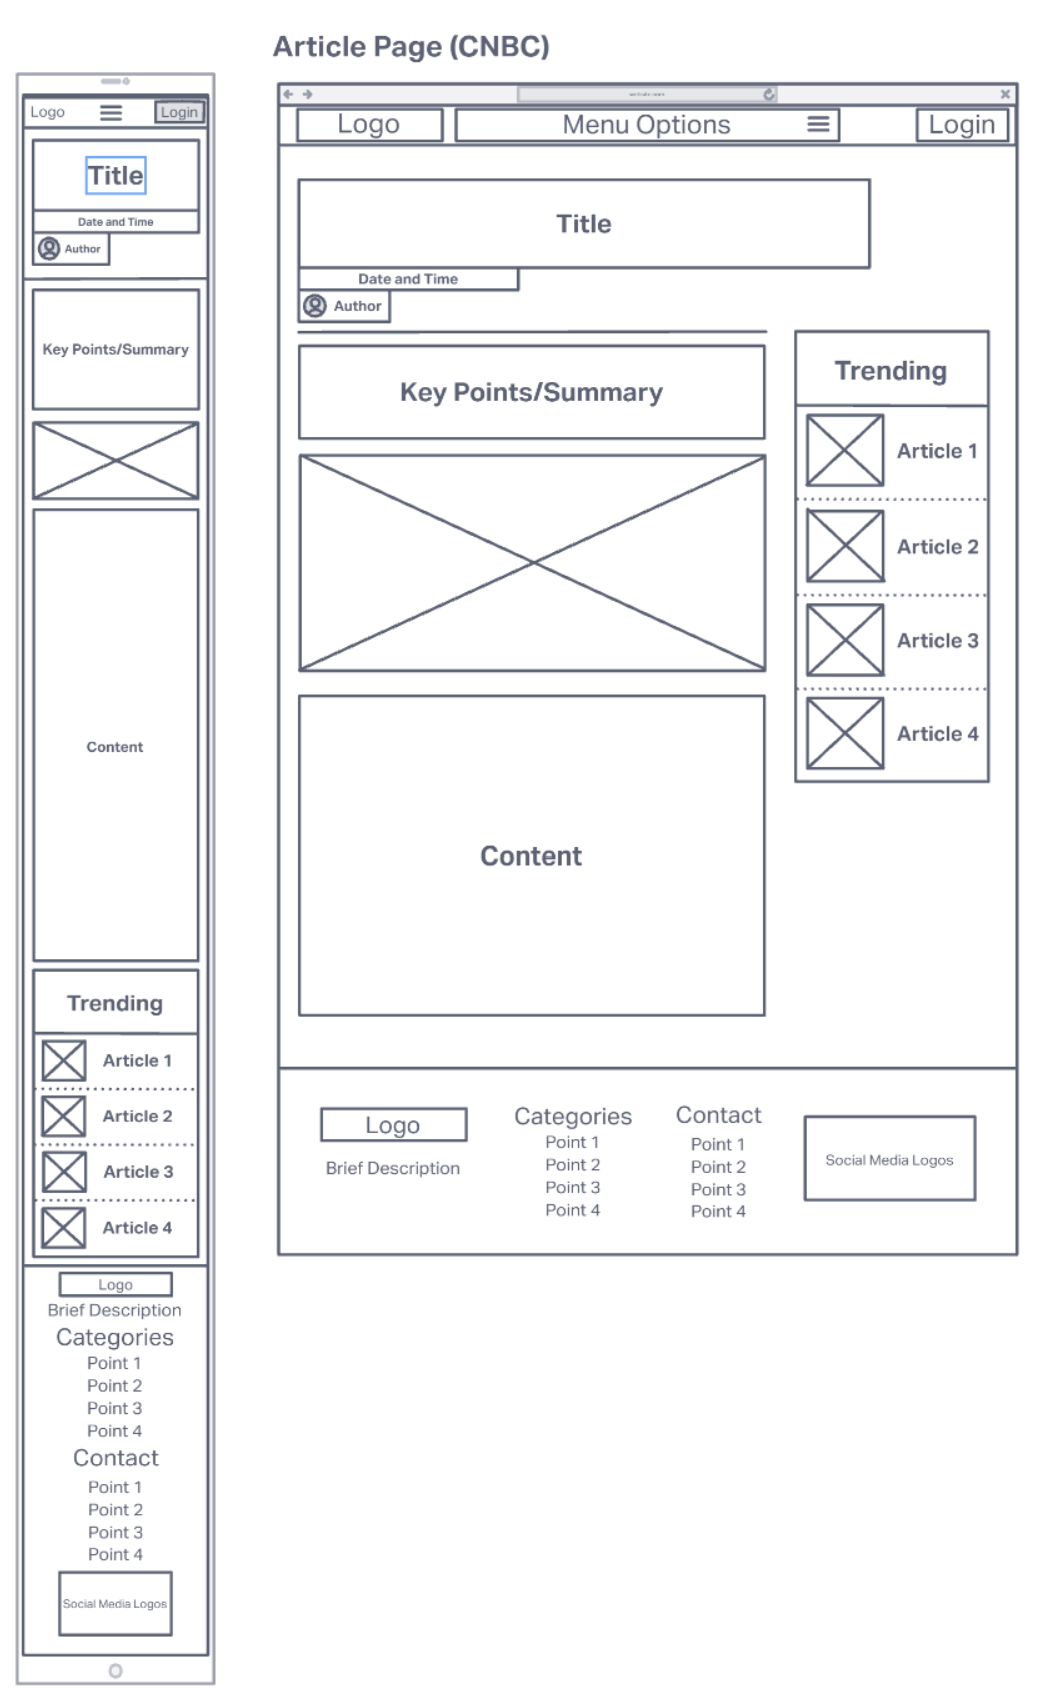 Article Page (CNBC)
Logo
Login
Title
Date and Time
Author
Key Points/Summary
Content
Trending
Article 1
Article 2
Article 3
Article 4
Logo
Brief Description
Categories
Point 1
Point 2
Point 3
Point 4
Contact
Point 1
Point 2
Point 3
Point 4
Social Media Logos
Logo
Menu Options
Login
Title
Date and Time
Author
Key Points/Summary
Content
Trending
Article 1
Article 2
Article 3
Article 4
Logo
Brief Description
Categories
Point 1
Point 2
Point 3
Point 4
Contact
Point 1
Point 2
Point 3
Point 4
Social Media Logos